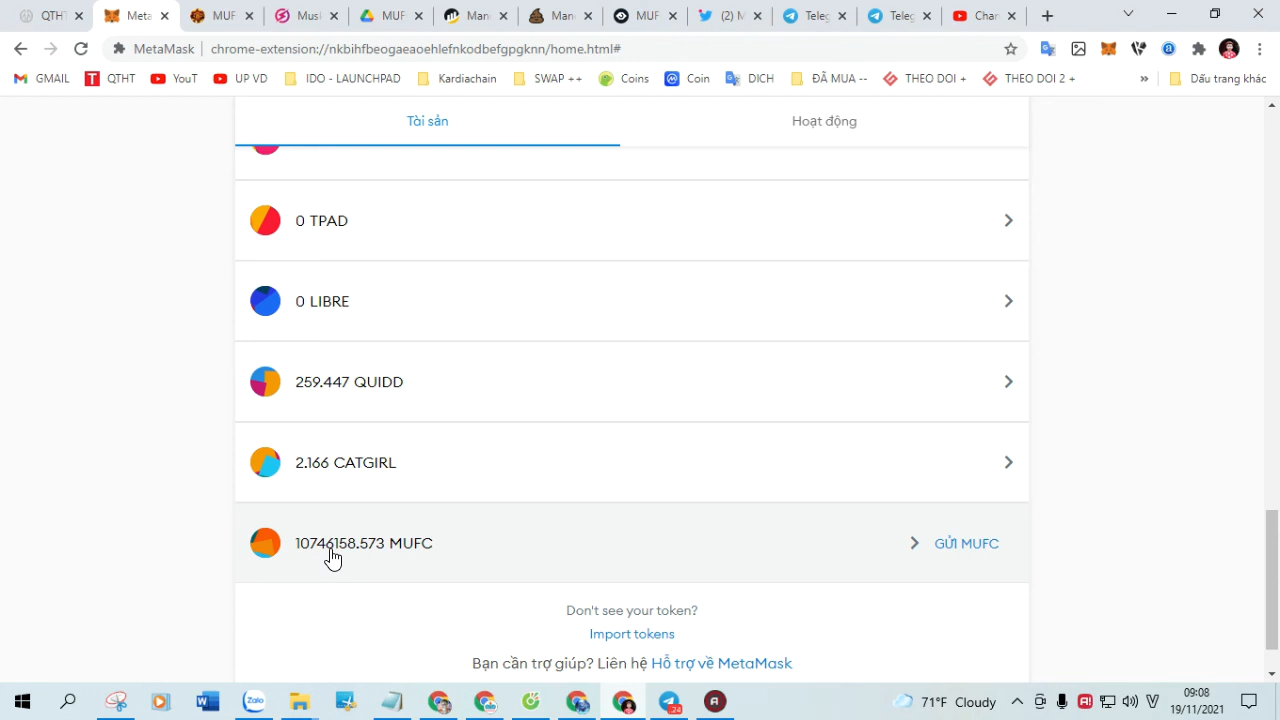 QTH
Meta
MUF
Musk
MUF
Man
Man
MUF
(2) M
Teleg
Teleg
Chan
MetaMask
chrome-extension://nkbihfbeogaeaoehlefnkodbefgpgknn/home.html#
GMAIL
QTHT
YouT
UP VD
IDO - LAUNCHPAD
Kardiachain
SWAP ++
Coins
Coin
DICH
ĐÃ MUA --
THEO DOI +
THEO DOI 2 +
»
Dấu trang khác
Tài sản
Hoạt động
0 TPAD
0 LIBRE
259.447 QUIDD
2.166 CATGIRL
10746158.573 MUFC
GỬI MUFC
Don't see your token?
Import tokens
Bạn cần trợ giúp? Liên hệ Hỗ trợ về MetaMask
Zalo
24
71°F Cloudy
09:08
19/11/2021